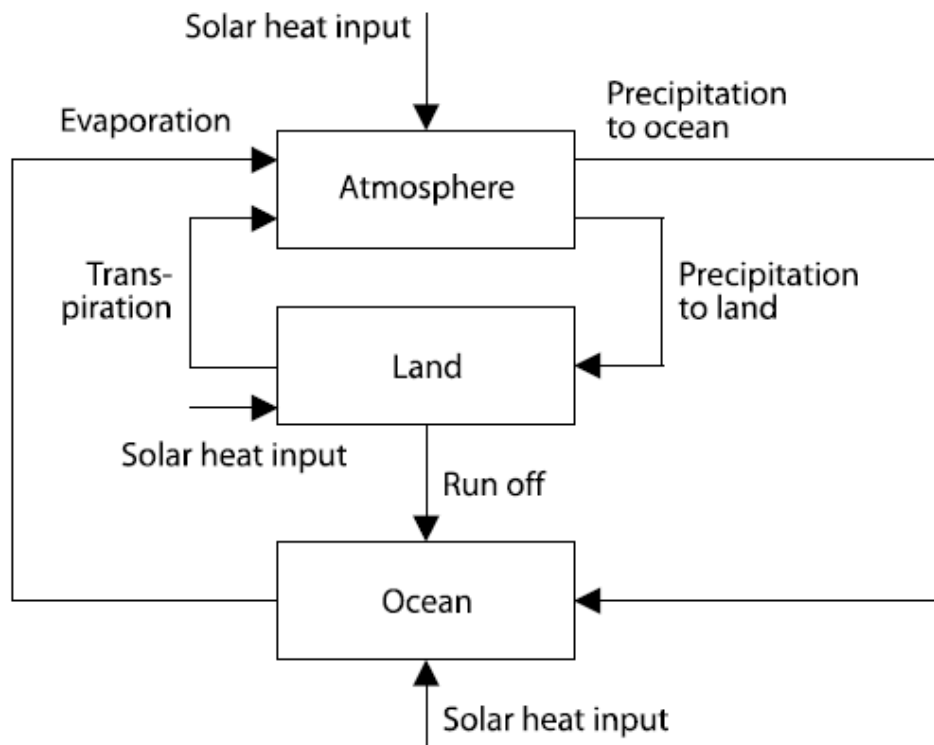 Solar heat input
Evaporation
Precipitation
to ocean
Atmosphere
Trans-
piration
Precipitation
to land
Land
Solar heat input
Run off
Ocean
Solar heat input